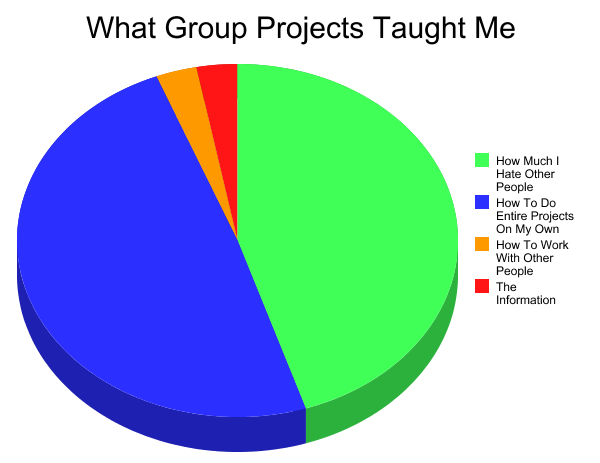 What Group Projects Taught Me
How Much I
Hate Other
People
How To Do
Entire Projects
On My Own
How To Work
With Other
People
The
Information